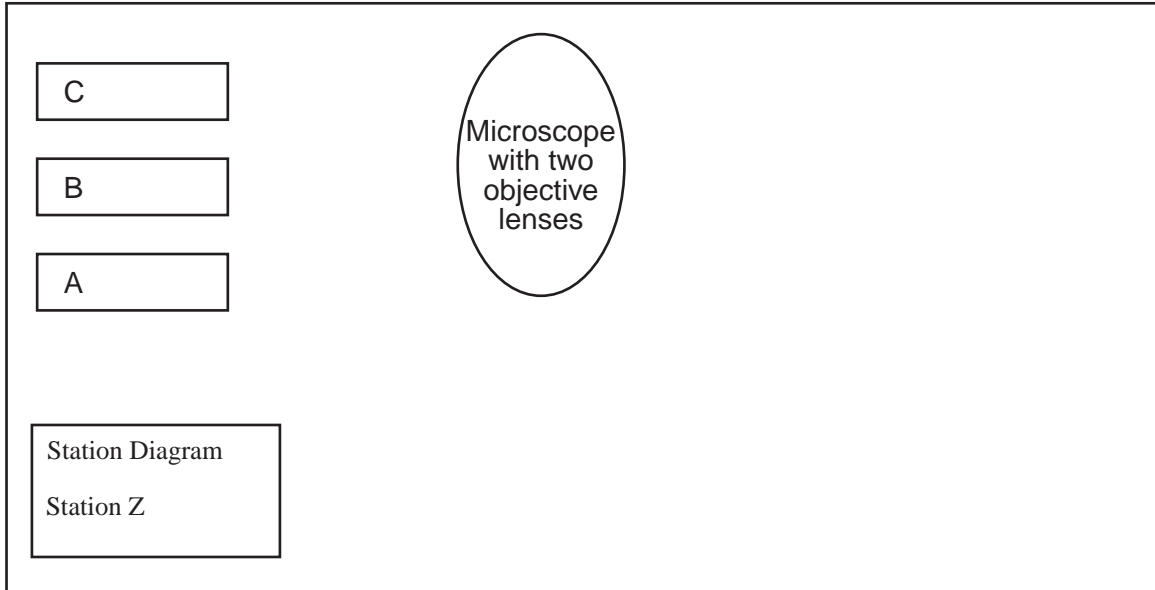 C
B
A
Microscope
with two
objective
lenses
Station Diagram
Station Z